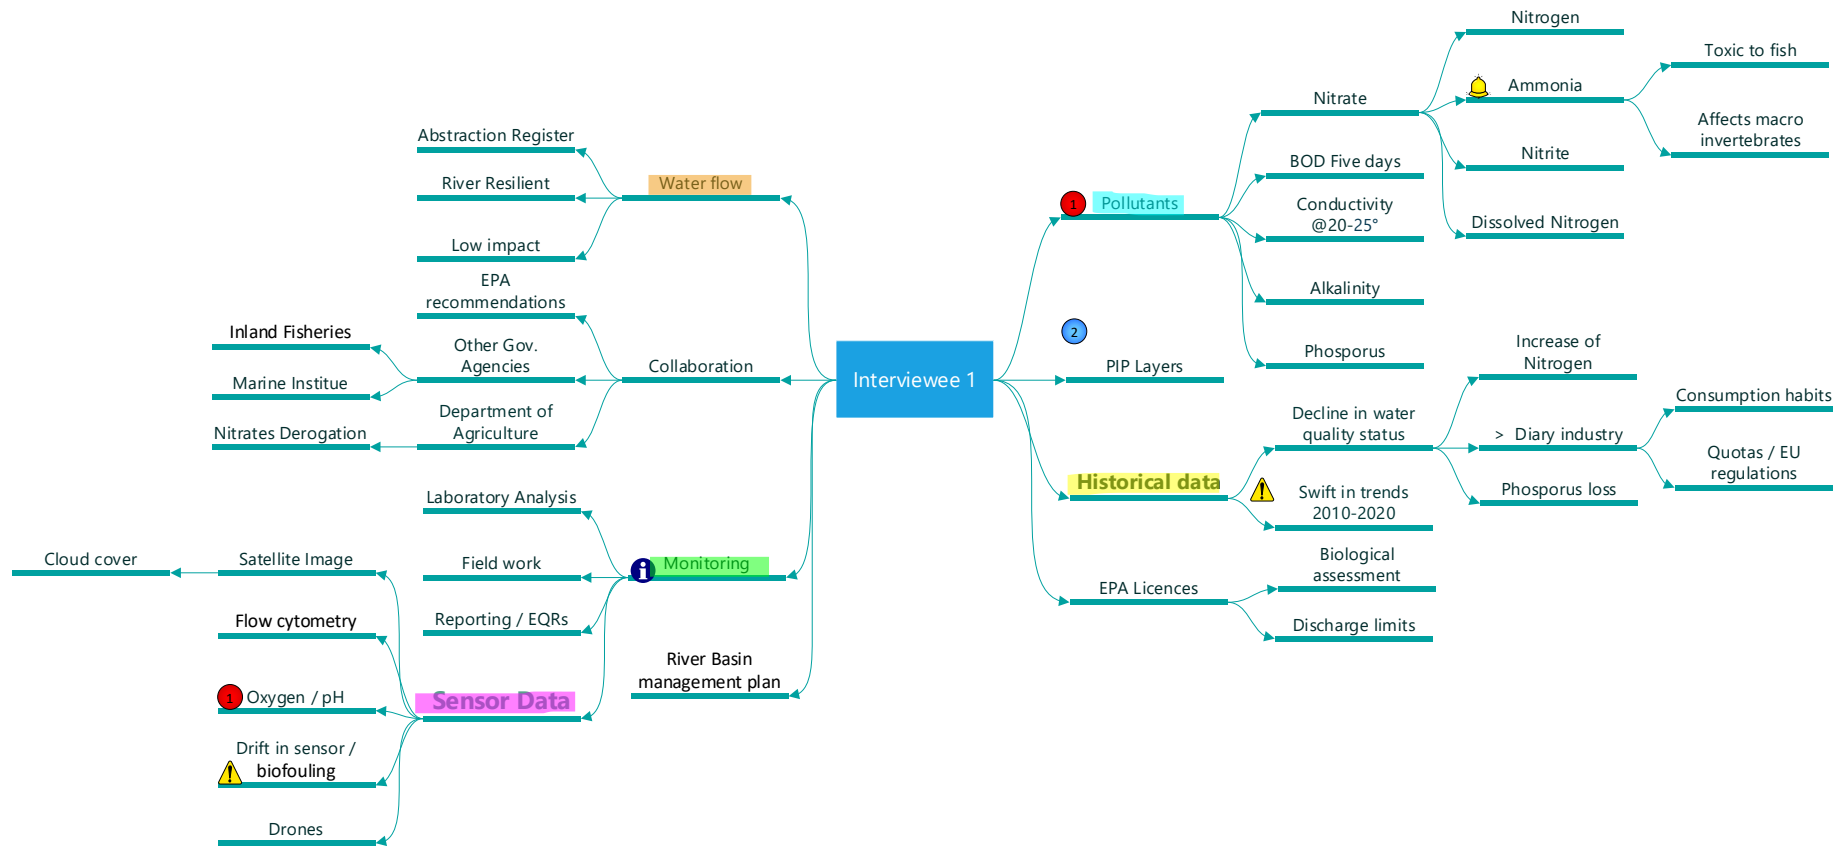 Interviewee 1
Water flow
Abstraction Register
River Resilient
Low impact
Collaboration
EPA
recommendations
Other Gov.
Agencies
Inland Fisheries
Marine Institue
Department of
Agriculture
Nitrates Derogation
Monitoring
Laboratory Analysis
Field work
Reporting / EQRs
Sensor Data
Satellite Image
Cloud cover
Flow cytometry
1
Oxygen / pH
Drift in sensor /
biofouling
Drones
River Basin
management plan
1
Pollutants
Nitrate
Nitrogen
Ammonia
Toxic to fish
Affects macro
invertebrates
Nitrite
Dissolved Nitrogen
BOD Five days
Conductivity
@20-25°
Alkalinity
Phosporus
2
PIP Layers
Historical data
Decline in water
quality status
Increase of
Nitrogen
> Diary industry
Consumption habits
Quotas / EU
regulations
Phosporus loss
Swift in trends
2010-2020
EPA Licences
Biological
assessment
Discharge limits